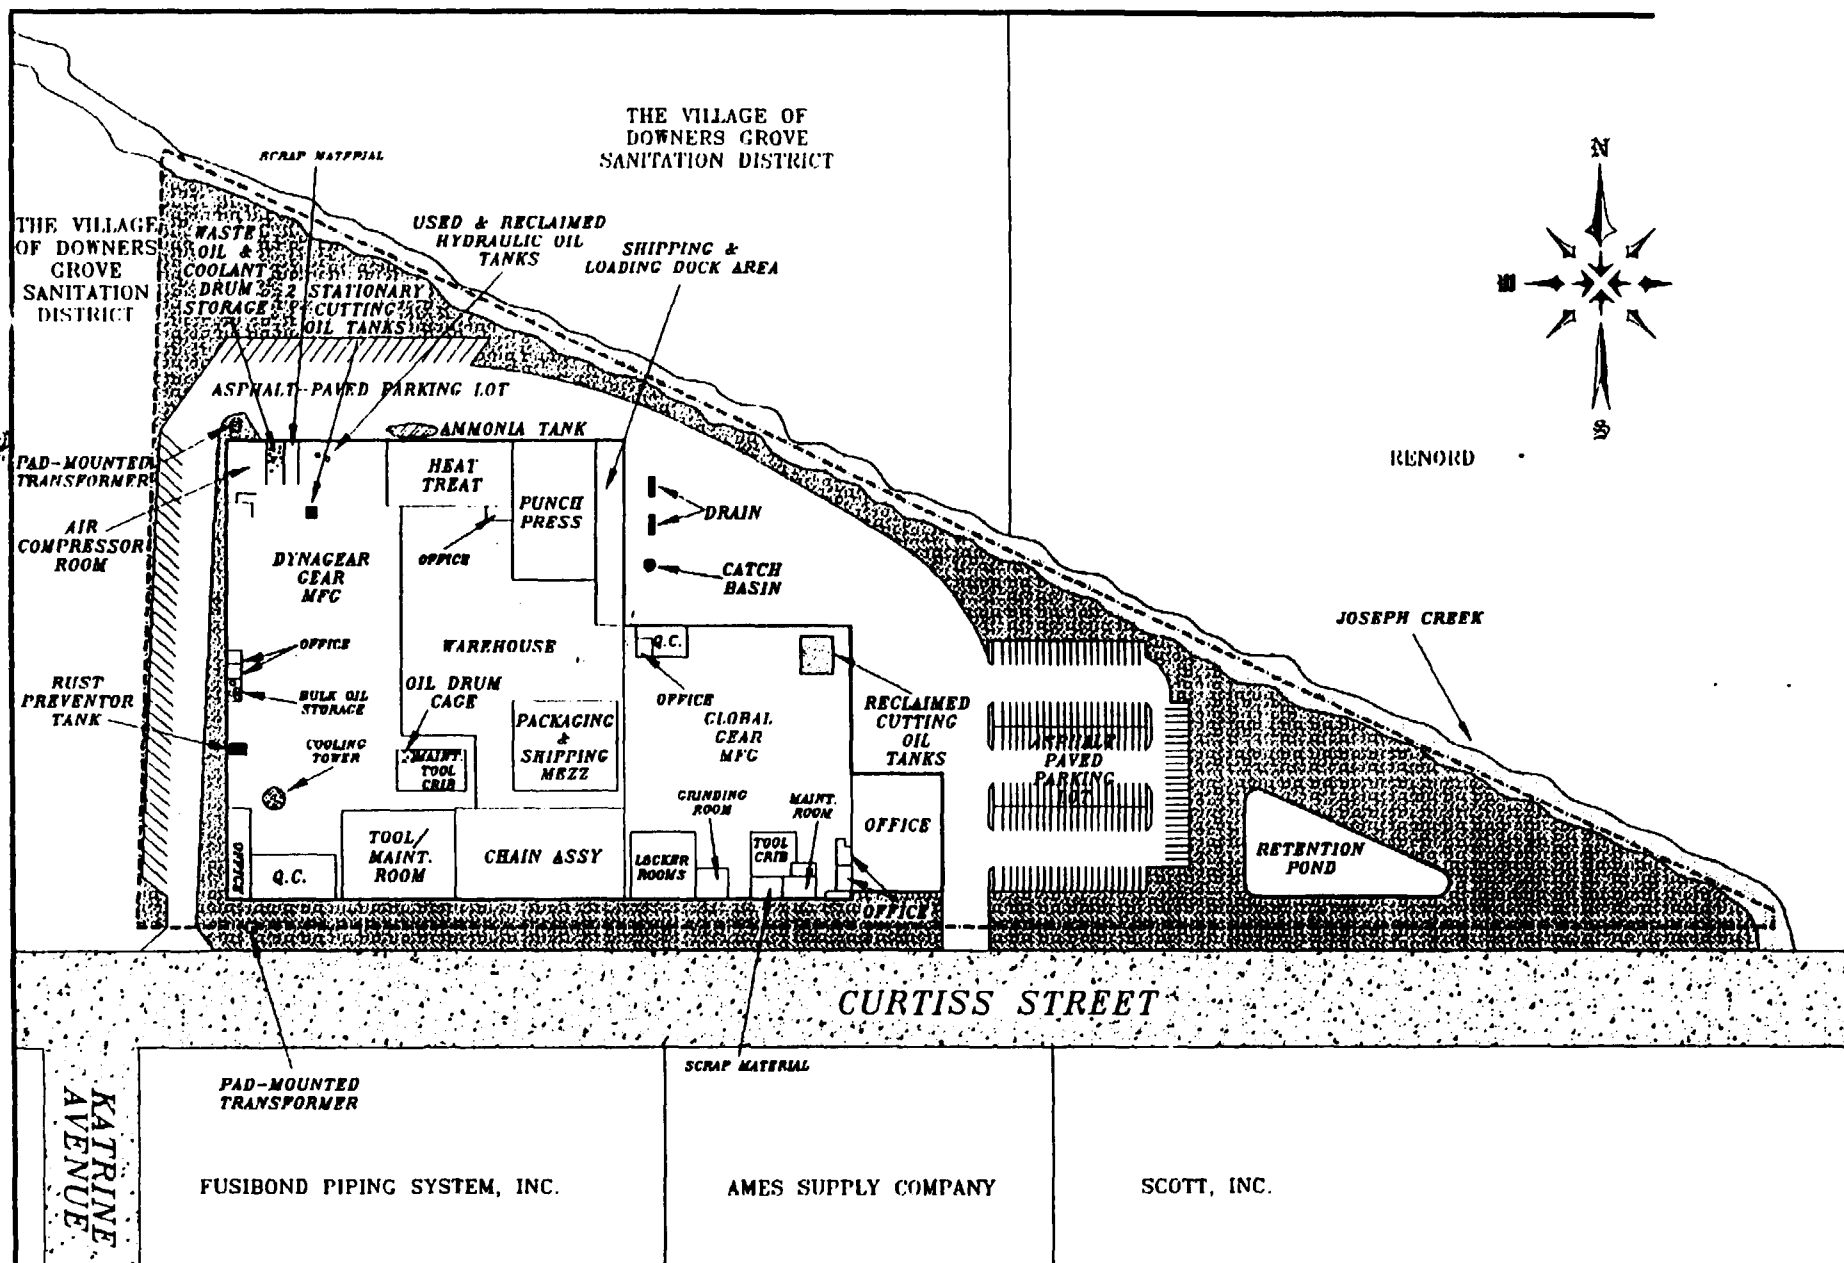 THE VILLAGE OF
DOWNERS GROVE
SANITATION DISTRICT
N
SCRAP MATERIAL
THE VILLAGE
OF DOWNERS
GROVE
SANITATION
DISTRICT
WASTE
OIL &
COOLANT
DRUM
STORAGE
2 STATIONARY
CUTTING
OIL TANKS
USED & RECLAIMED
HYDRAULIC OIL
TANKS
SHIPPING &
LOADING DOCK AREA
S
ASPHALT-PAVED PARKING LOT
AMMONIA TANK
PAD-MOUNTED
TRANSFORMER
HEAT
TREAT
PUNCH
PRESS
RENORD
AIR
COMPRESSOR
ROOM
DRAIN
DYNAGEAR
GEAR
MFG
OFFICE
CATCH
BASIN
JOSEPH CREEK
OFFICE
WAREHOUSE
Q.C.
RUST
PREVENTOR
TANK
BULK OIL
STORAGE
OIL DRUM
CAGE
OFFICE
PACKAGING
&
SHIPPING
MEZZ
GLOBAL
GEAR
MFG
RECLAIMED
CUTTING
OIL
TANKS
ASPHALT
PAVED
PARKING
LOT
COOLING
TOWER
MAINT.
TOOL
CRIB
GRINDING
ROOM
MAINT.
ROOM
OFFICE
OFFICE
Q.C.
TOOL/
MAINT.
ROOM
CHAIN ASSY
LOCKER
ROOMS
TOOL
CRIB
OFFICE
RETENTION
POND
CURTISS STREET
PAD-MOUNTED
TRANSFORMER
SCRAP MATERIAL
KATRINE
AVENUE
FUSIBOND PIPING SYSTEM, INC.
AMES SUPPLY COMPANY
SCOTT, INC.